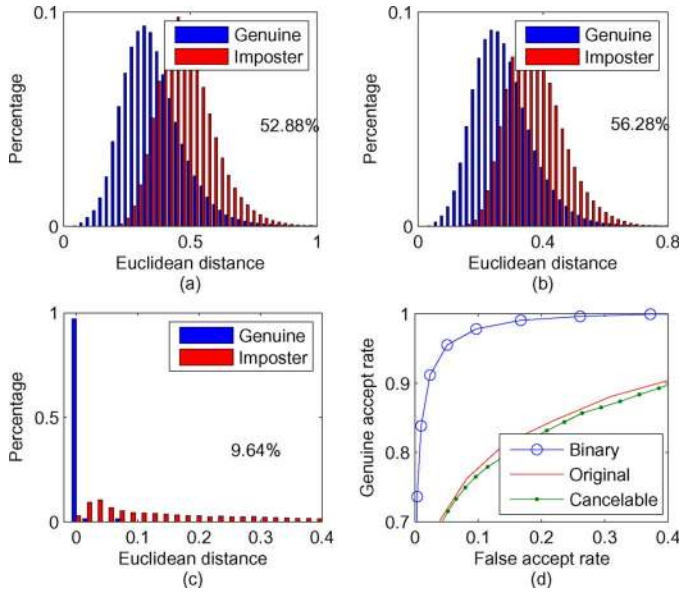 0.1
Genuine
Imposter
Percentage
52.88%
0
0
0.5
1
Euclidean distance
(a)
0.1
Genuine
Imposter
Percentage
56.28%
0
0
0.4
0.8
Euclidean distance
(b)
1
Genuine
Imposter
Percentage
0.5
9.64%
0
0
0.1
0.2
0.3
0.4
Euclidean distance
(c)
1
0.9
Genuine accept rate
0.8
Binary
Original
Cancelable
0.7
0
0.1
0.2
0.3
0.4
False accept rate
(d)